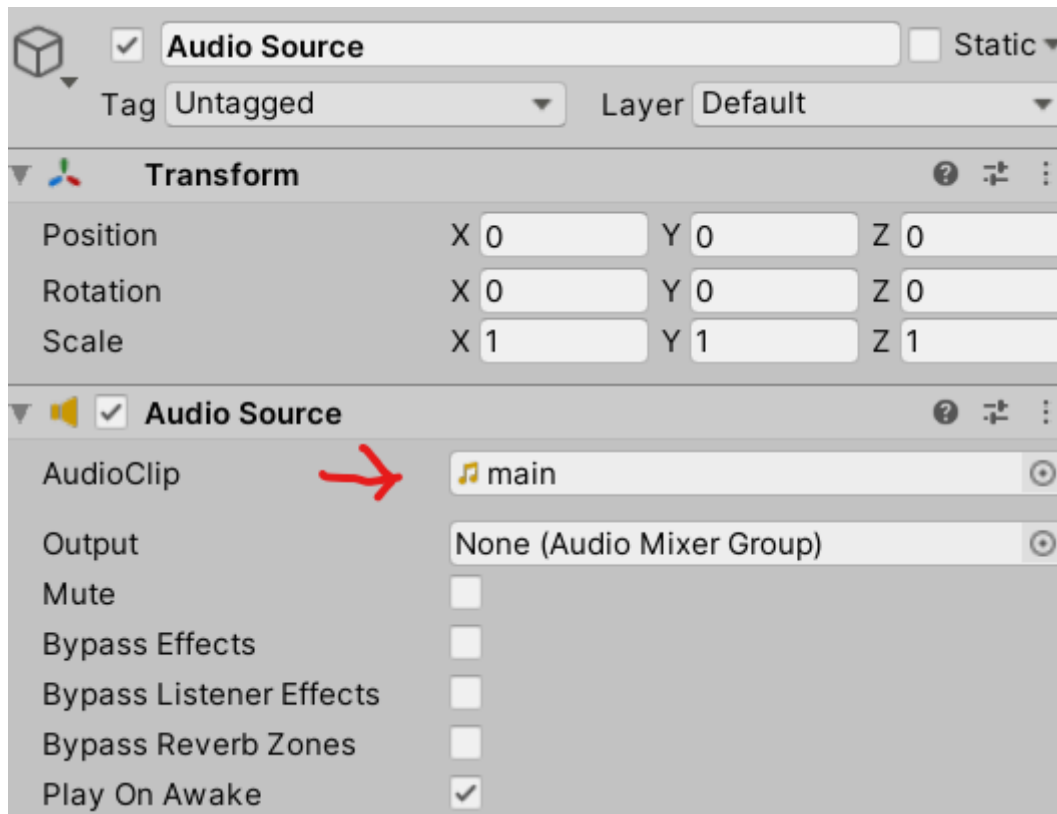 Audio Source Static
Tag Untagged Layer Default
Transform
Position X 0 Y 0 Z 0
Rotation X 0 Y 0 Z 0
Scale X 1 Y 1 Z 1
Audio Source
AudioClip main
Output None (Audio Mixer Group)
Mute
Bypass Effects
Bypass Listener Effects
Bypass Reverb Zones
Play On Awake